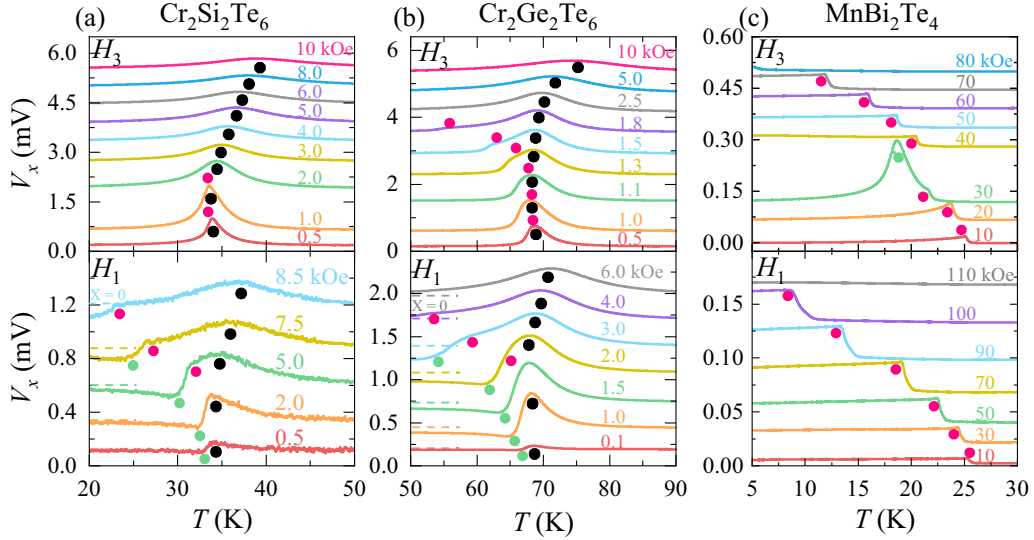 (a) Cr2Si2Te6
(b) Cr2Ge2Te6
(c) MnBi2Te4
Vx (mV)
6.0
4.5
3.0
1.5
0.0
H3
10 kOe
8.0
6.0
5.0
4.0
3.0
2.0
1.0
0.5
6
4
2
0
H3
10 kOe
5.0
2.5
1.8
1.5
1.3
1.1
1.0
0.5
0.60
0.45
0.30
0.15
0.00
H3
80 kOe
70
60
50
40
30
20
10
Vx (mV)
1.2
0.8
0.4
0.0
H1
8.5 kOe
X = 0
7.5
5.0
2.0
0.5
20 30 40 50
T (K)
2.0
1.5
1.0
0.5
0.0
H1
6.0 kOe
X = 0
4.0
3.0
2.0
1.5
1.0
0.1
50 60 70 80 90
T (K)
0.15
0.10
0.05
0.00
H1
110 kOe
100
90
70
50
30
10
5 10 15 20 25 30
T (K)